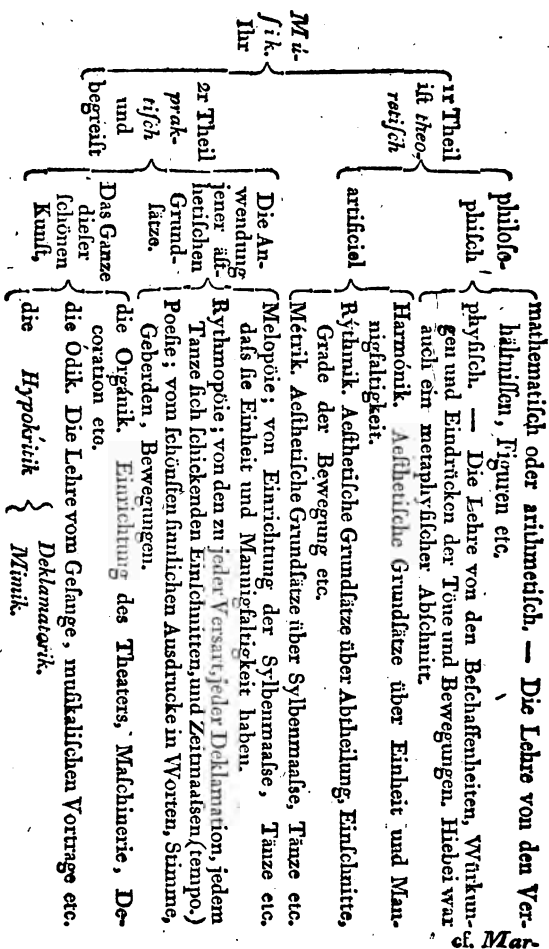 Mú-
ſik.
Ihr
1r Theil
iſt theo-
retiſch
philoſo-
phiſch
mathematiſch oder arithmetiſch. — Die Lehre von den Ver-
hältniſſen, Figuren etc.
phyſiſch. — Die Lehre von den Beſchaffenheiten, Würkun-
gen und Eindrücken der Töne und Bewegungen. Hiebei war
auch ein metaphyſiſcher Abſchnitt.
artificiel
Harmónik. Aeſthetiſche Grundſätze über Einheit und Man-
nigfaltigkeit.
Rýthmik. Aeſthetiſche Grundſätze über Abtheilung, Einſchnitte,
Grade der Bewegung etc.
Métrik. Aeſthetiſche Grundſätze über Sylbenmaaſse, Tänze etc.
2r Theil
prak-
tiſch
und
begreift
Die An-
wendung
jener äſt-
hetiſchen
Grund-
ſätze.
Melopöie; von Einrichtung der Sylbenmaaſse, Tänze etc.
daſs ſie Einheit und Mannigfaltigkeit haben.
Rythmopöie; von den zu jeder Versart, jeder Deklamation, jedem
Tanze ſich ſchickenden Einſchnitten, und Zeitmaaſsen (tempo.)
Poeſie; vom ſchönſten ſinnlichen Ausdrucke in Worten, Stimme,
Geberden, Bewegungen.
Das Ganze
dieſer
ſchönen
Kunſt,
die Orgánik. Einrichtung des Theaters, Maſchinerie, De-
coration etc.
die Ódik. Die Lehre vom Geſange, muſikaliſchen Vortrage etc.
die Hypokritik
Deklamatorik.
Mimik.
cf. Mar-